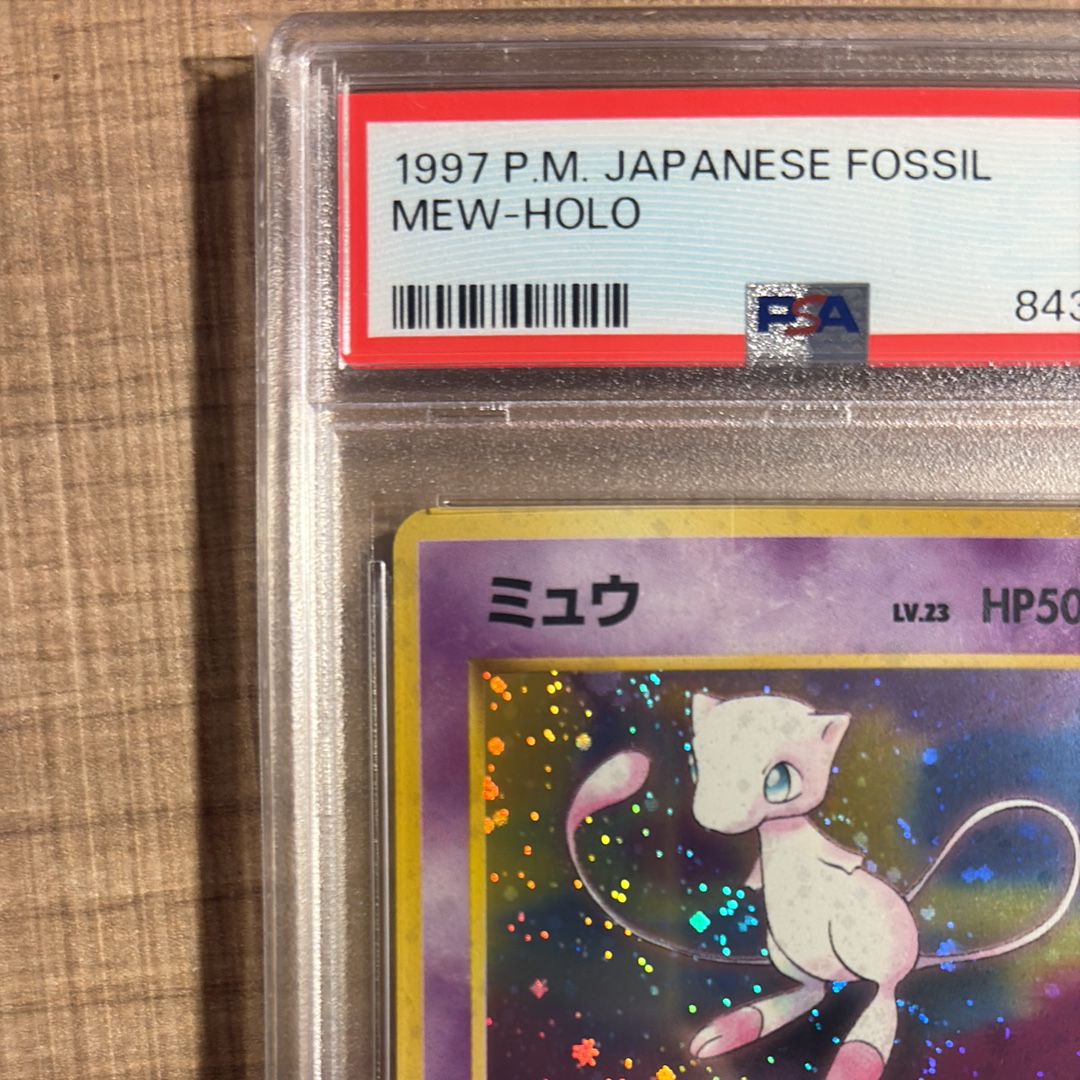 1997 P.M. JAPANESE FOSSIL
MEW-HOLO
PSA
843
ミュウ
LV.23 HP50